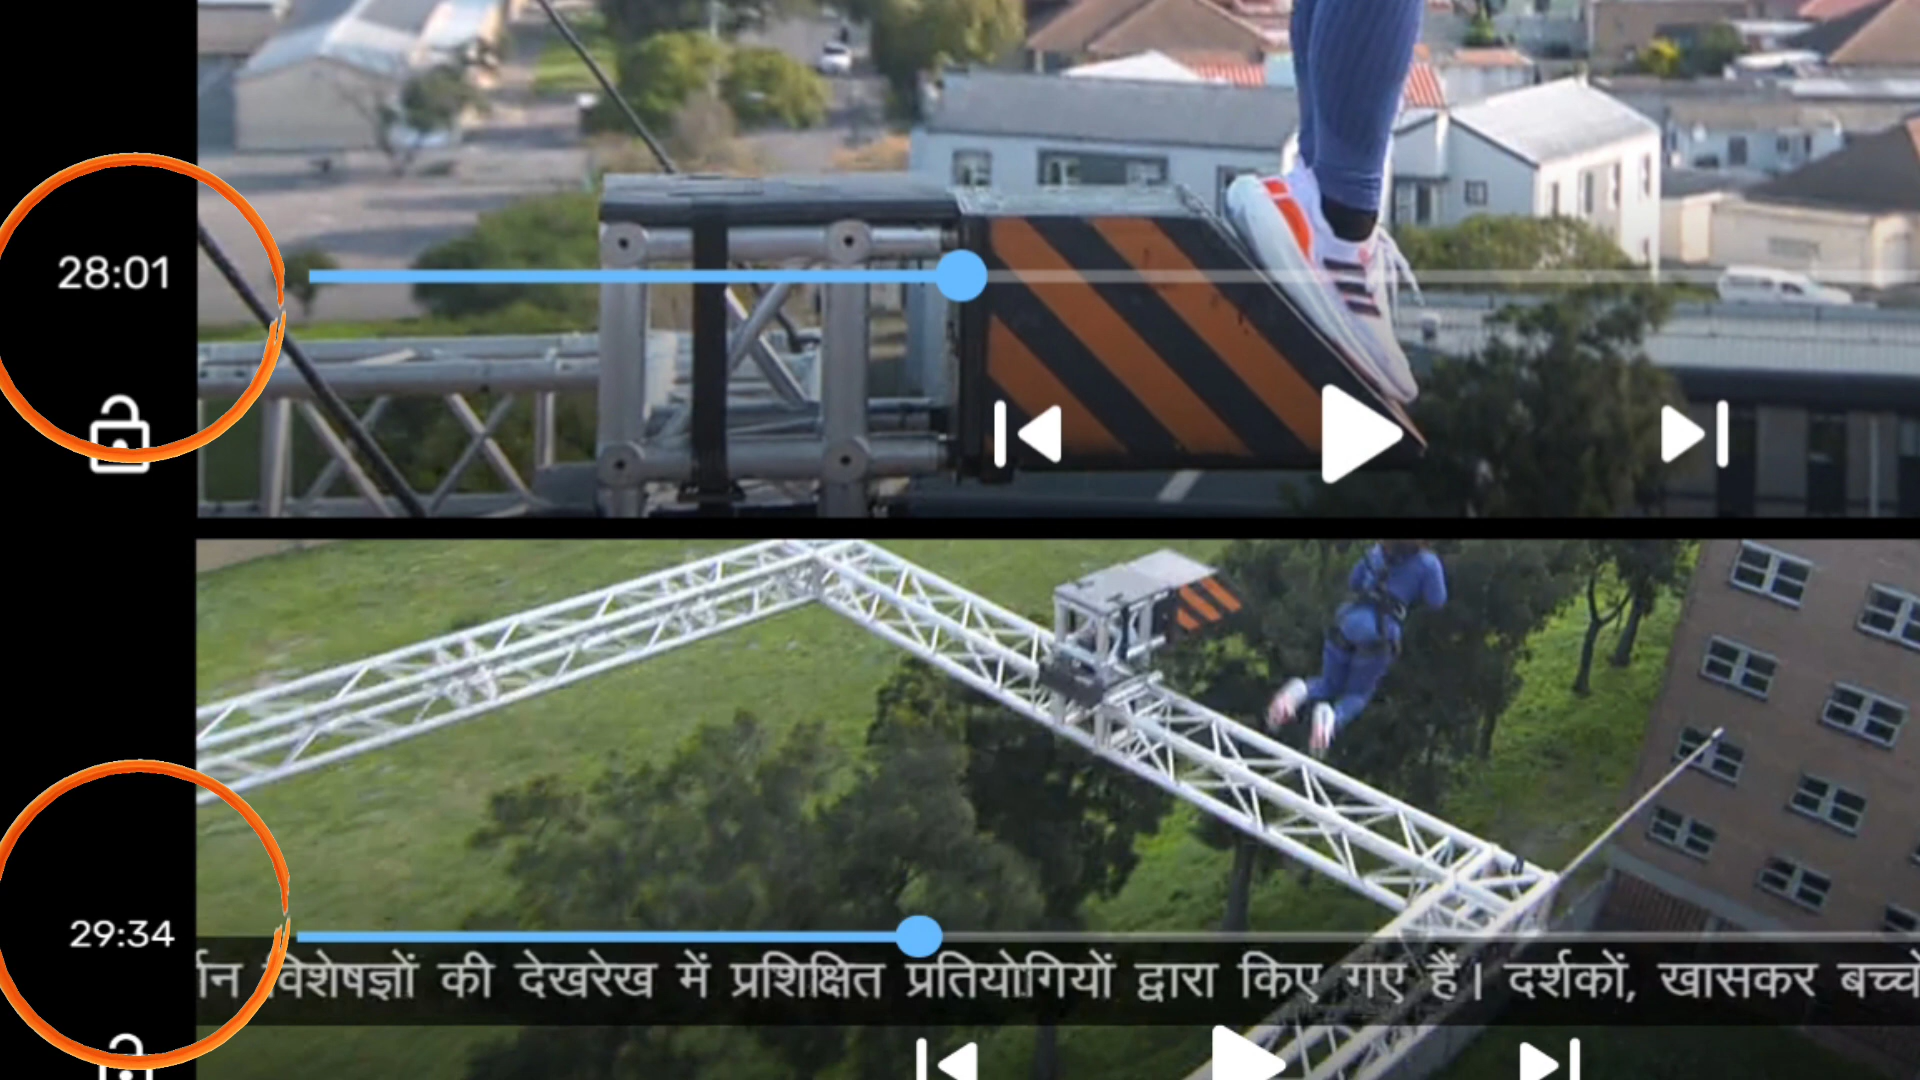 28:01
29:34
विशेषज्ञों की देखरेख में प्रशिक्षित प्रतियोगियों द्वारा किए गए हैं। दर्शकों, खासकर